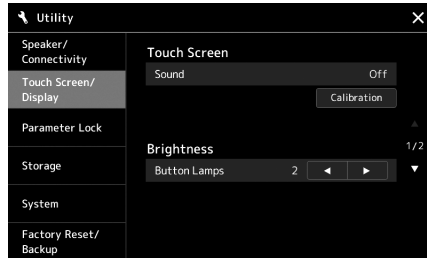 Utility
Speaker/
Connectivity
Touch Screen/
Display
Parameter Lock
Storage
System
Factory Reset/
Backup
Touch Screen
Sound Off
Calibration
Brightness
Button Lamps 2
1/2